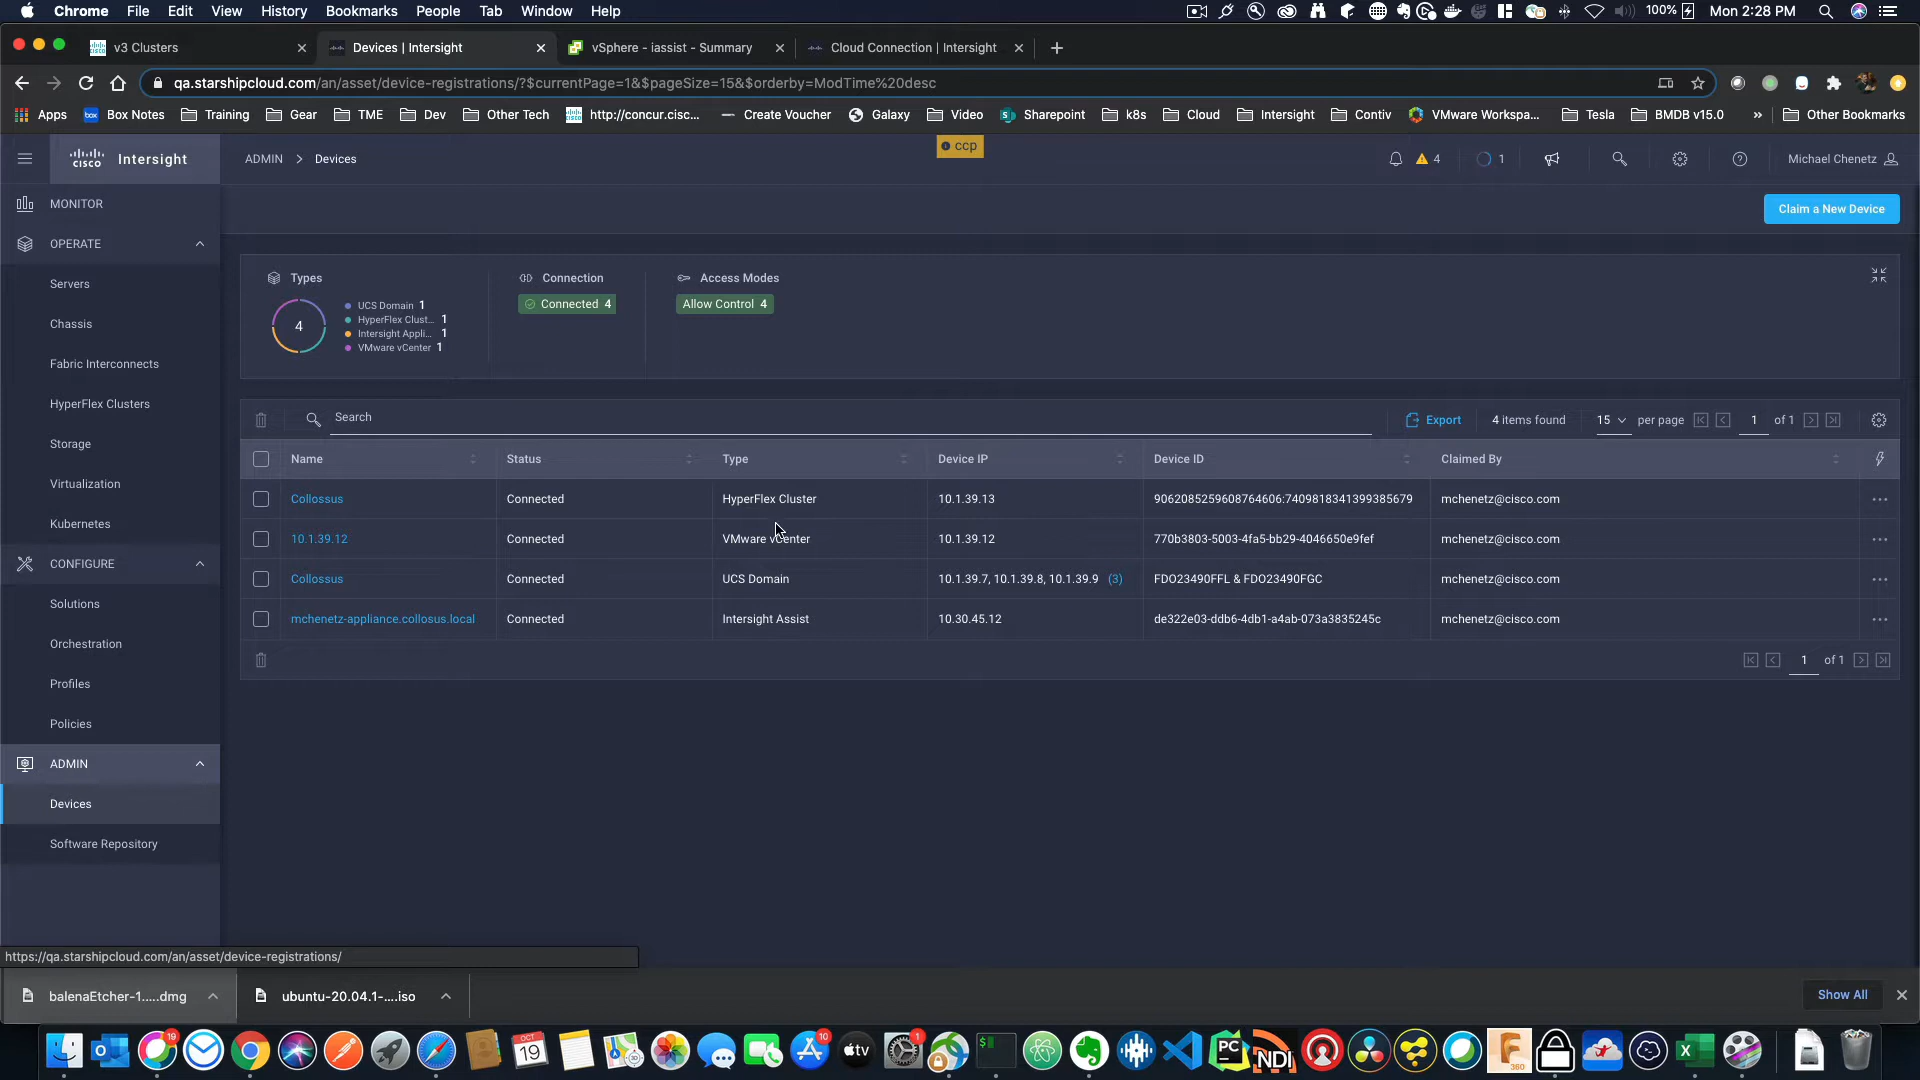 Chrome File Edit View History Bookmarks People Tab Window Help 100% Mon 2:28 PM
v3 Clusters Devices | Intersight vSphere - iassist - Summary Cloud Connection | Intersight
qa.starshipcloud.com/an/asset/device-registrations/?$currentPage=1&$pageSize=15&$orderby=ModTime%20desc
Apps Box Notes Training Gear TME Dev Other Tech http://concur.cisc... Create Voucher Galaxy Video Sharepoint k8s Cloud Intersight Contiv VMware Workspa... Tesla BMDB v15.0 » Other Bookmarks
cisco Intersight ADMIN > Devices ccp 4 1 Michael Chenetz
MONITOR
OPERATE
Servers
Chassis
Fabric Interconnects
HyperFlex Clusters
Storage
Virtualization
Kubernetes
CONFIGURE
Solutions
Orchestration
Profiles
Policies
ADMIN
Devices
Software Repository
Claim a New Device
Types
4
UCS Domain 1
HyperFlex Clust... 1
Intersight Appli... 1
VMware vCenter 1
Connection
Connected 4
Access Modes
Allow Control 4
Search Export 4 items found 15 per page 1 of 1
Name Status Type Device IP Device ID Claimed By
Collossus Connected HyperFlex Cluster 10.1.39.13 9062085259608764606:7409818341399385679 mchenetz@cisco.com
10.1.39.12 Connected VMware vCenter 10.1.39.12 770b3803-5003-4fa5-bb29-4046650e9fef mchenetz@cisco.com
Collossus Connected UCS Domain 10.1.39.7, 10.1.39.8, 10.1.39.9 (3) FDO23490FFL & FDO23490FGC mchenetz@cisco.com
mchenetz-appliance.collosus.local Connected Intersight Assist 10.30.45.12 de322e03-ddb6-4db1-a4ab-073a3835245c mchenetz@cisco.com
1 of 1
https://qa.starshipcloud.com/an/asset/device-registrations/
balenaEtcher-1.....dmg ubuntu-20.04.1-....iso Show All
19 OCT 19 10 tv 1 $ PC NDI 360 X